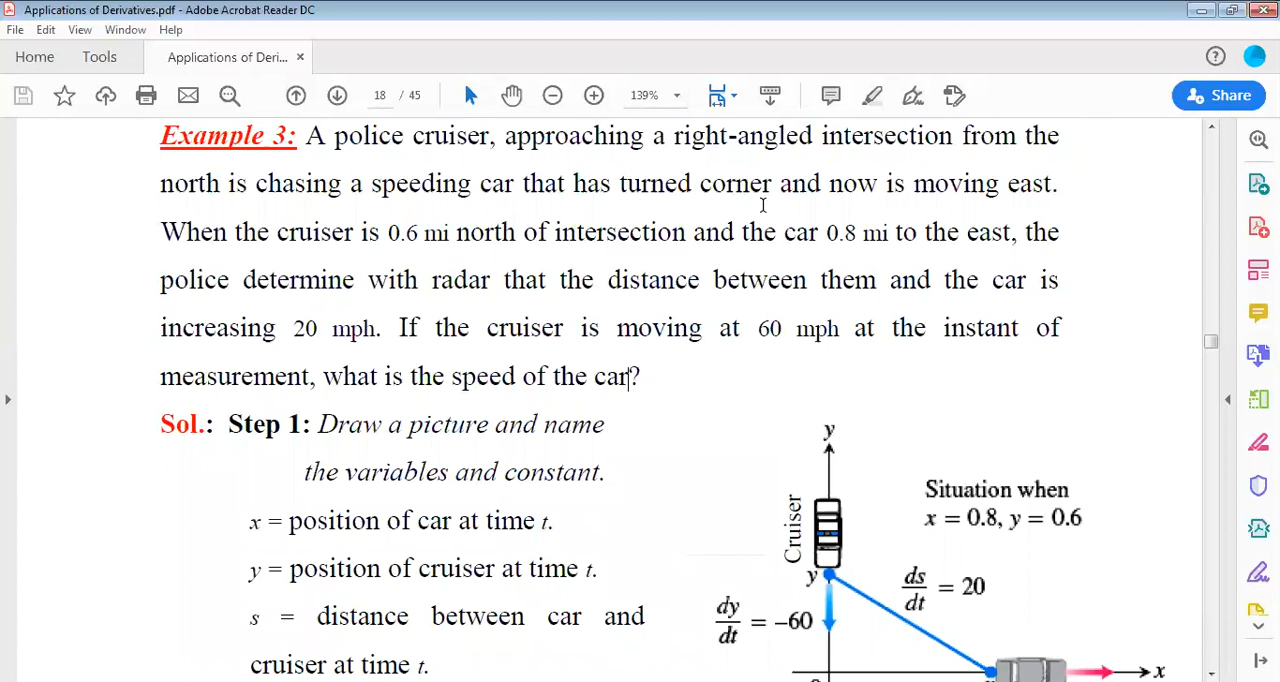 Applications of Derivatives.pdf - Adobe Acrobat Reader DC
File Edit View Window Help
Home Tools Applications of Deri... ×
18 / 45 139% Share
Example 3: A police cruiser, approaching a right-angled intersection from the
north is chasing a speeding car that has turned corner and now is moving east.
When the cruiser is 0.6 mi north of intersection and the car 0.8 mi to the east, the
police determine with radar that the distance between them and the car is
increasing 20 mph. If the cruiser is moving at 60 mph at the instant of
measurement, what is the speed of the car?
Sol.: Step 1: Draw a picture and name
the variables and constant.
x = position of car at time t.
y = position of cruiser at time t.
s = distance between car and
cruiser at time t.
y
Cruiser
Situation when
x = 0.8, y = 0.6
y
ds/dt = 20
dy/dt = –60
x